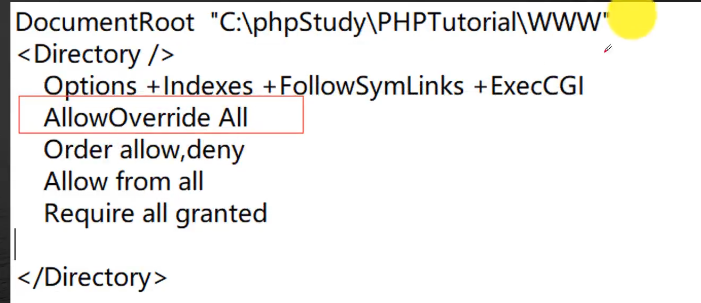 DocumentRoot "C:\phpStudy\PHPTutorial\WWW"
<Directory />
Options +Indexes +FollowSymLinks +ExecCGI
AllowOverride All
Order allow,deny
Allow from all
Require all granted
</Directory>